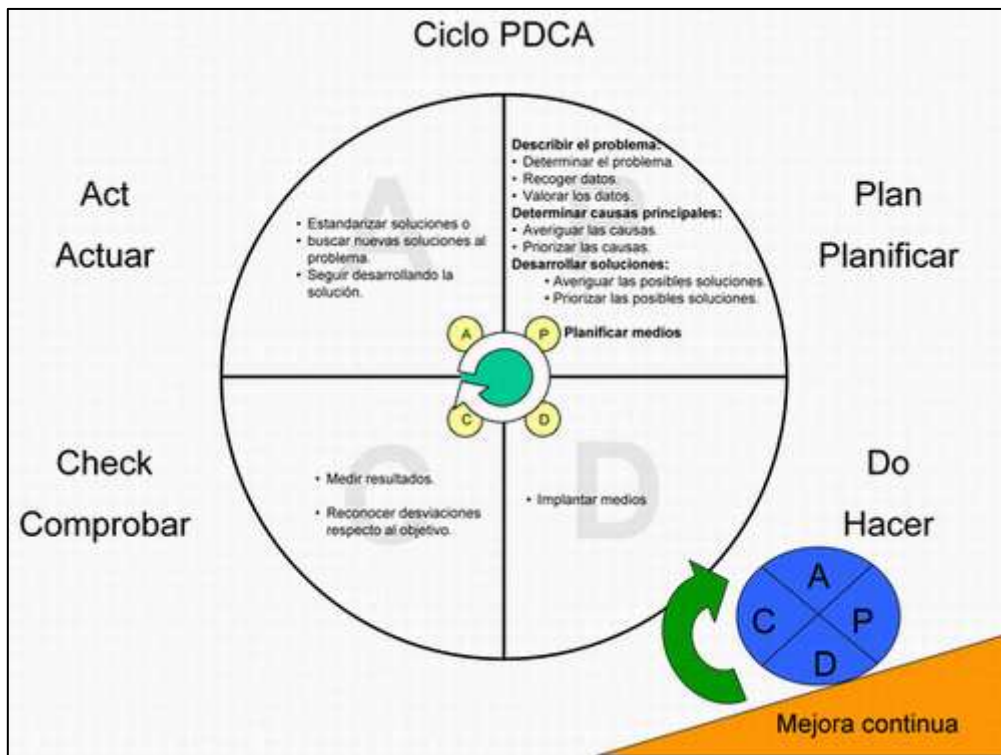 Ciclo PDCA
Act
Actuar
• Estandarizar soluciones o
• buscar nuevas soluciones al
problema.
• Seguir desarrollando la
solución.
A
Describir el problema:
• Determinar el problema.
• Recoger datos.
• Valorar los datos.
Determinar causas principales:
• Averiguar las causas.
• Priorizar las causas.
Desarrollar soluciones:
• Averiguar las posibles soluciones.
• Priorizar las posibles soluciones.
Planificar medios
P
Plan
Planificar
A
P
C
D
Check
Comprobar
• Medir resultados.
• Reconocer desviaciones
respecto al objetivo.
C
• Implantar medios
D
Do
Hacer
A
C
P
D
Mejora continua